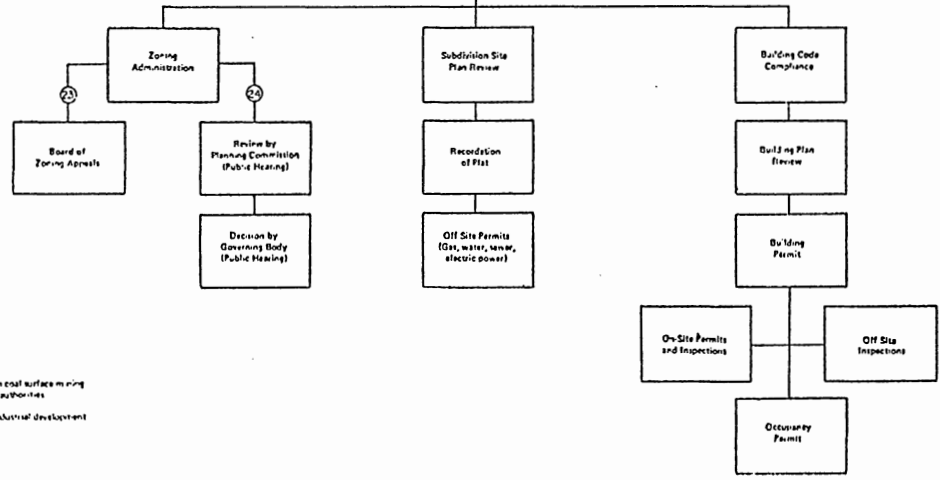 Zoning
Administration
Subdivision Site
Plan Review
Building Code
Compliance
23
24
Board of
Zoning Appeals
Review by
Planning Commission
(Public Hearing)
Recordation
of Plat
Building Plan
Review
Decision by
Governing Body
(Public Hearing)
Off Site Permits
(Gas, water, sewer,
electric power)
Building
Permit
On-Site Permits
and Inspections
Off Site
Inspections
coal surface mining
authorities
industrial development
Occupancy
Permit